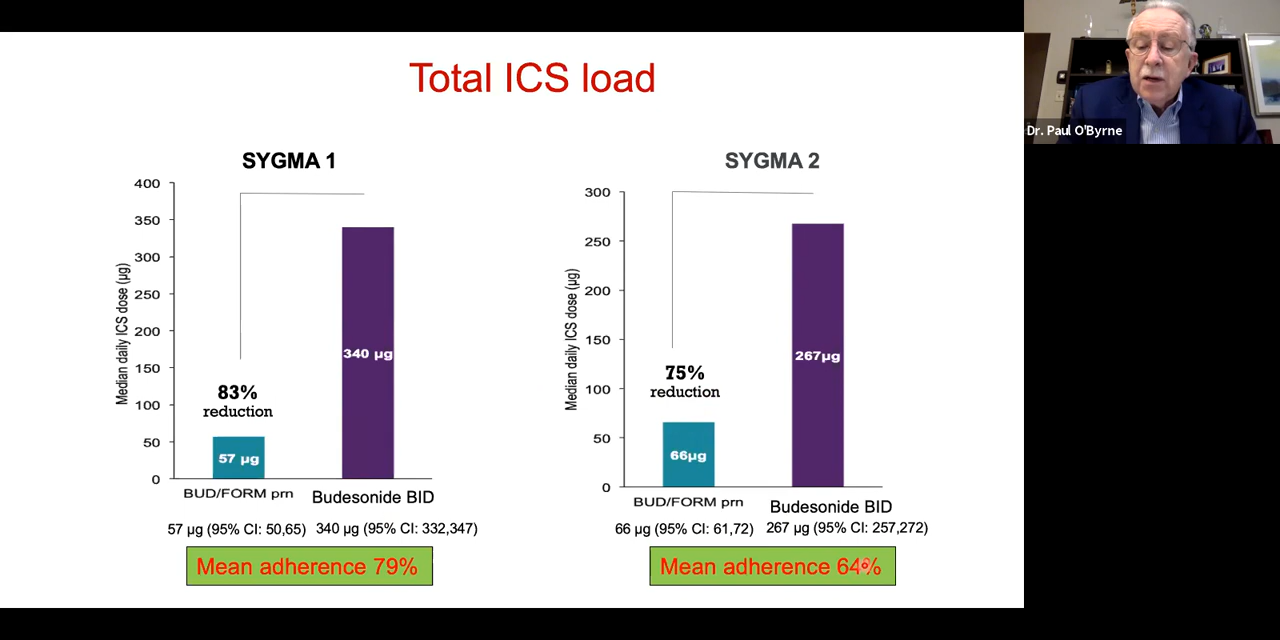 Total ICS load
Dr. Paul O'Byrne
SYGMA 1
400
350
300
250
200
150
100
50
0
Median daily ICS dose (µg)
83%
reduction
57 µg
340 µg
BUD/FORM prn
Budesonide BID
57 µg (95% CI: 50,65)
340 µg (95% CI: 332,347)
Mean adherence 79%
SYGMA 2
300
250
200
150
100
50
0
Median daily ICS dose (µg)
75%
reduction
66µg
267µg
BUD/FORM prn
Budesonide BID
66 µg (95% CI: 61,72)
267 µg (95% CI: 257,272)
Mean adherence 64%